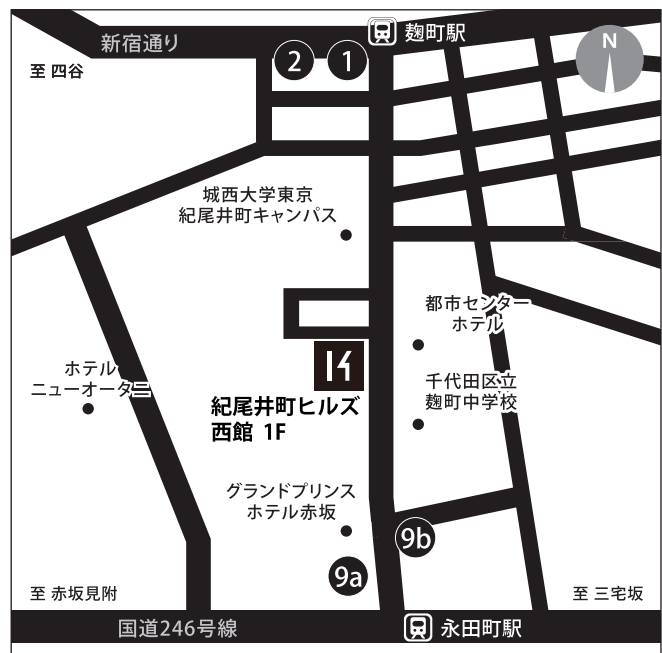 新宿通り
麹町駅
N
至 四谷
2
1
城西大学東京
紀尾井町キャンパス
都市センター
ホテル
ホテル
ニューオータニ
千代田区立
麹町中学校
紀尾井町ヒルズ
西館 1F
グランドプリンス
ホテル赤坂
9b
9a
至 赤坂見附
至 三宅坂
国道246号線
永田町駅